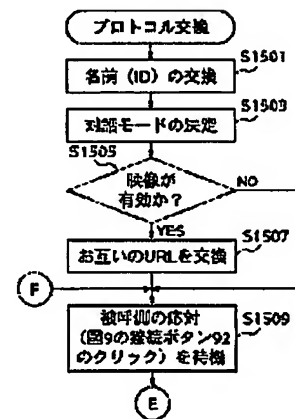 プロトコル交換
S1501
名前(ID)の交換
S1503
対話モードの決定
S1505
映像が
有効か?
NO
YES
S1507
お互いのURLを交換
F
S1509
被呼側の応対
(図9の接続ボタン92
のクリック)を待機
E